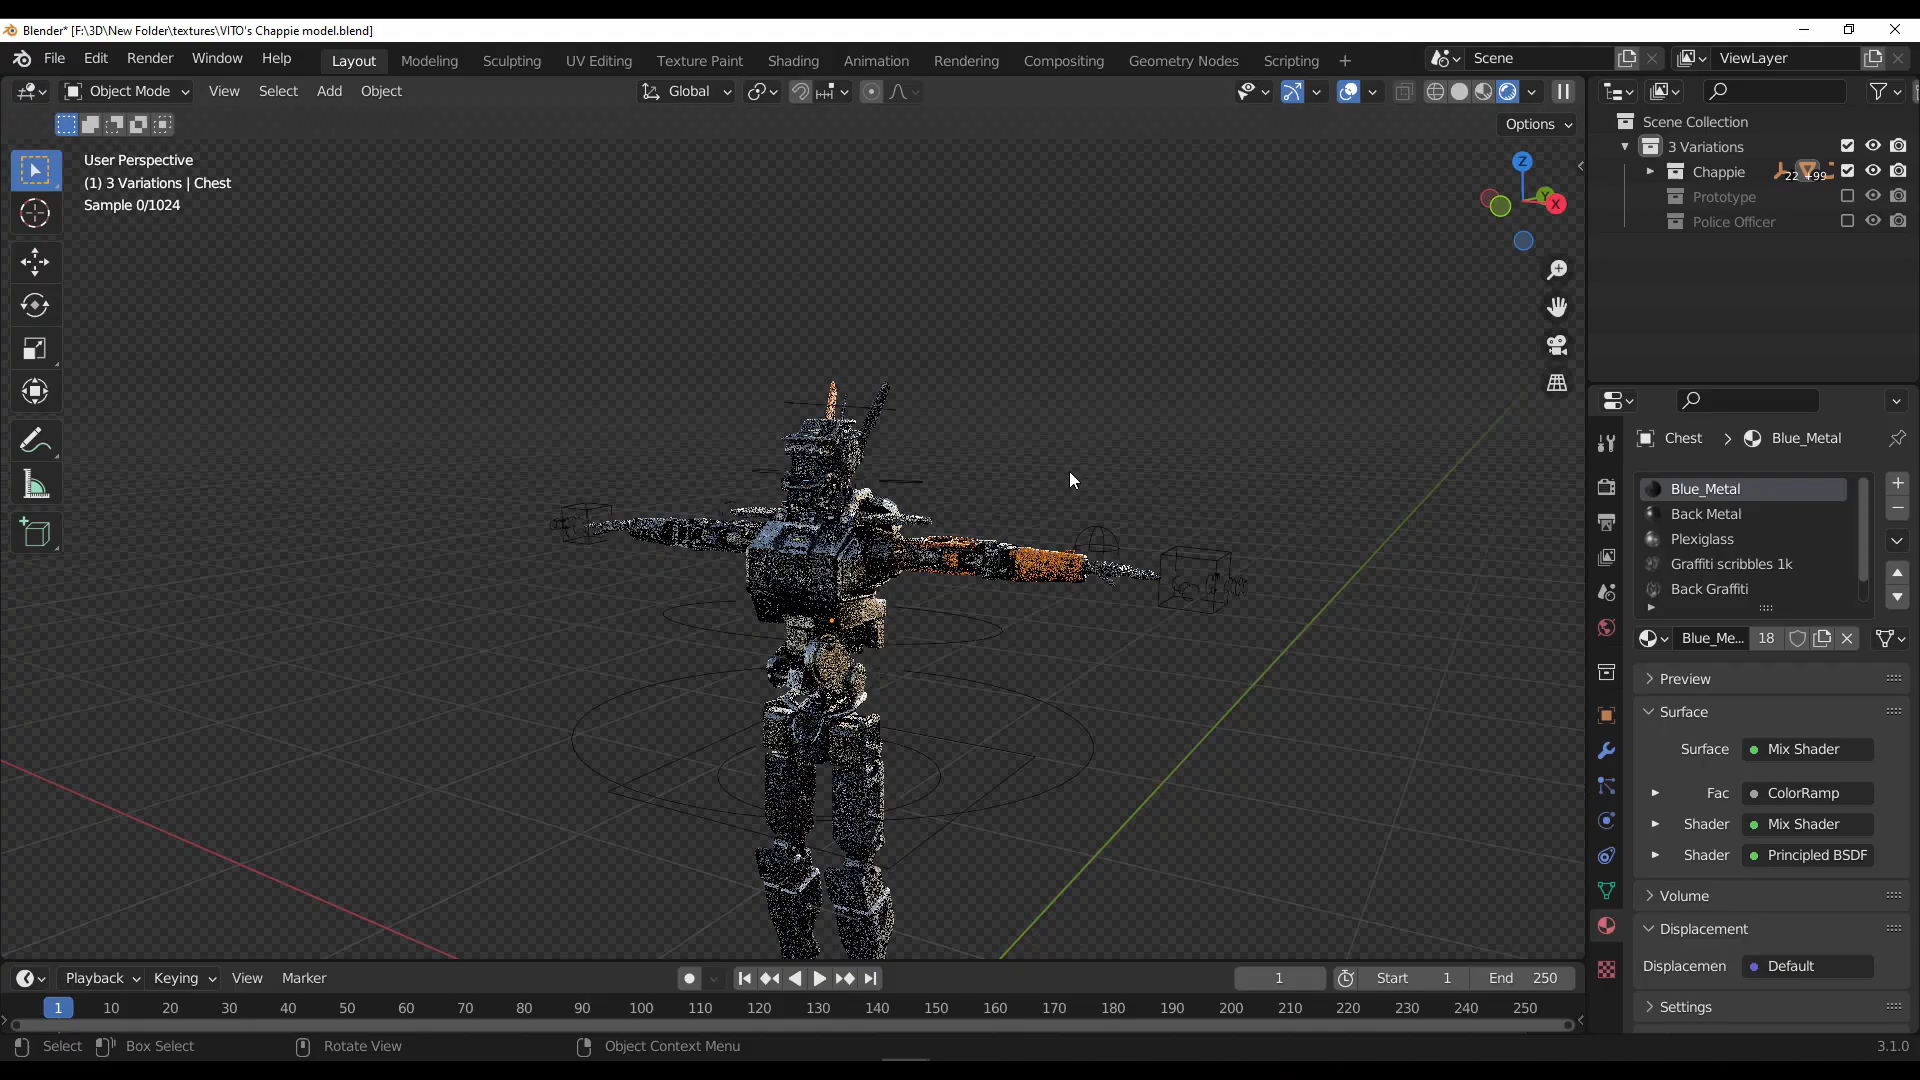 Blender* [F:\3D\New Folder\textures\VITO's Chappie model.blend]
File Edit Render Window Help Layout Modeling Sculpting UV Editing Texture Paint Shading Animation Rendering Compositing Geometry Nodes Scripting + Scene ViewLayer
Object Mode View Select Add Object Global
Options
User Perspective
(1) 3 Variations | Chest
Sample 0/1024
Z
Y
X
Scene Collection
3 Variations
Chappie 22 +99
Prototype
Police Officer
Chest > Blue_Metal
Blue_Metal
Back Metal
Plexiglass
Graffiti scribbles 1k
Back Graffiti
Blue_Me... 18
Preview
Surface
Surface Mix Shader
Fac ColorRamp
Shader Mix Shader
Shader Principled BSDF
Volume
Displacement
Displacemen Default
Settings
Playback Keying View Marker 1 Start 1 End 250
1 10 20 30 40 50 60 70 80 90 100 110 120 130 140 150 160 170 180 190 200 210 220 230 240 250
Select Box Select Rotate View Object Context Menu 3.1.0